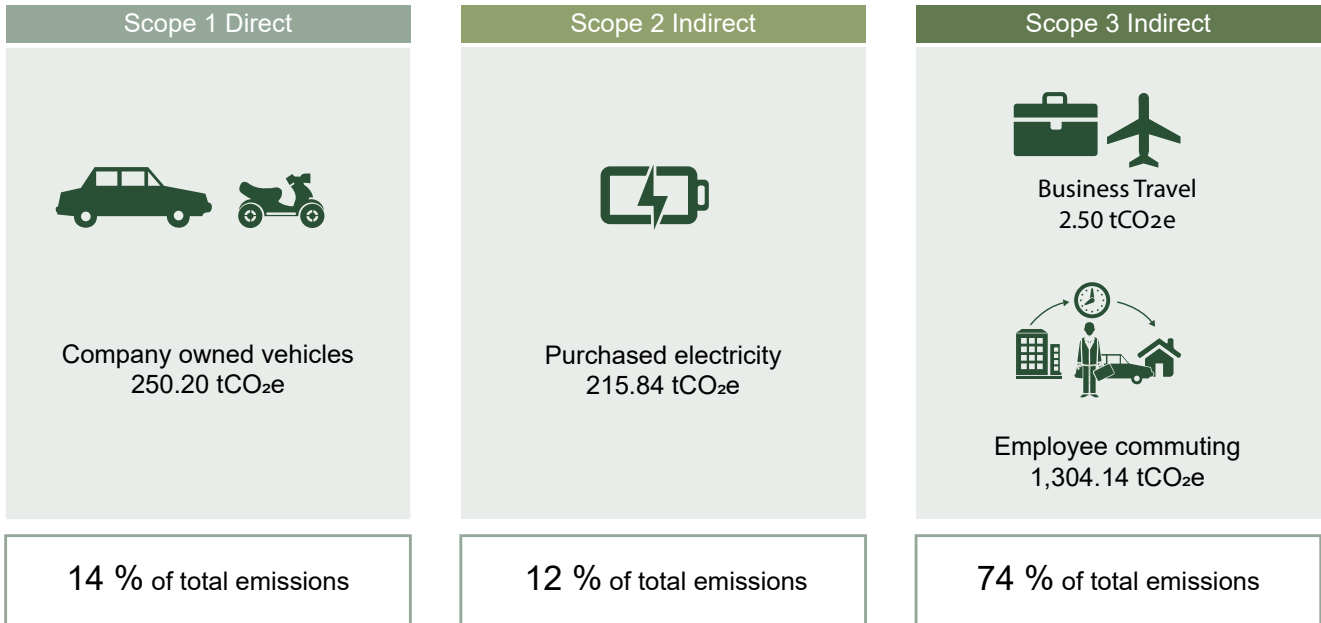 Scope 1 Direct
Company owned vehicles
250.20 tCO₂e
14 % of total emissions
Scope 2 Indirect
Purchased electricity
215.84 tCO₂e
12 % of total emissions
Scope 3 Indirect
Business Travel
2.50 tCO2e
Employee commuting
1,304.14 tCO₂e
74 % of total emissions